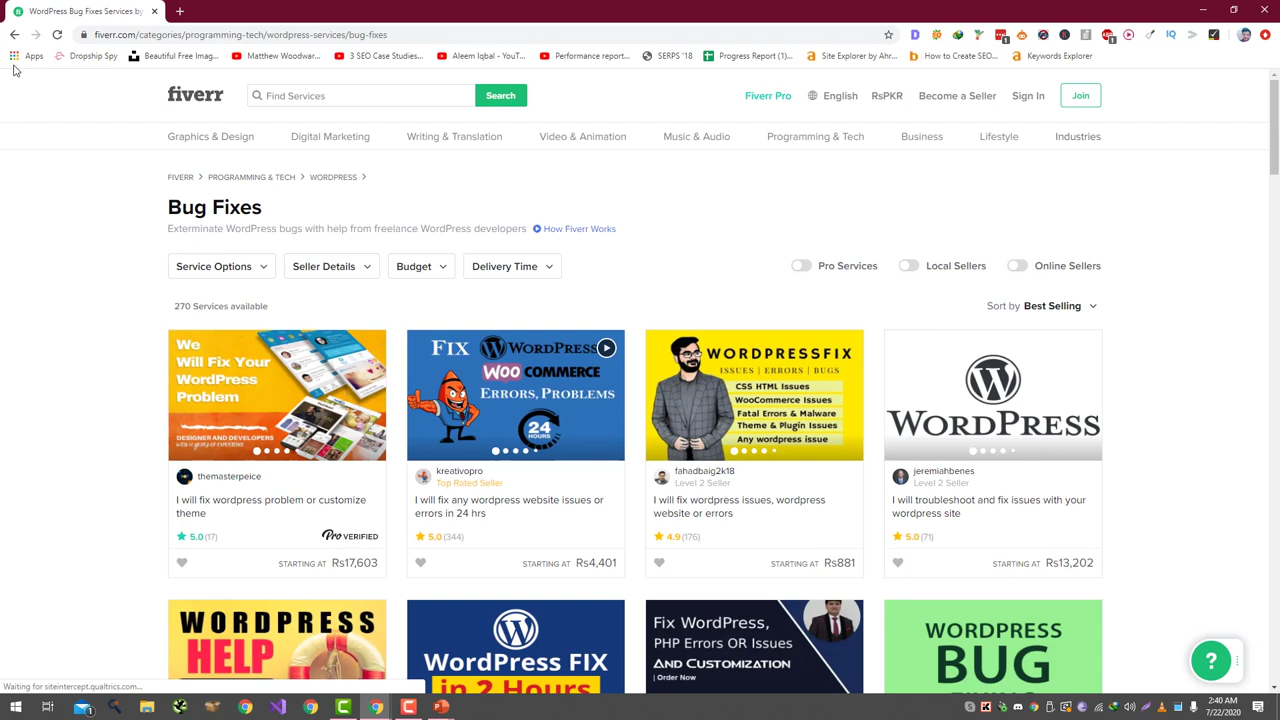 WordPress Bug Fixes Services by
fiverr.com/categories/programming-tech/wordpress-services/bug-fixes
Apps
Dropship Spy
Beautiful Free Imag...
Matthew Woodwar...
3 SEO Case Studies...
Aleem Iqbal - YouT...
Performance report...
SERPS '18
Progress Report (1)...
Site Explorer by Ahr...
How to Create SEO...
Keywords Explorer
fiverr
Find Services
Search
Fiverr Pro
English
RsPKR
Become a Seller
Sign In
Join
Graphics & Design
Digital Marketing
Writing & Translation
Video & Animation
Music & Audio
Programming & Tech
Business
Lifestyle
Industries
FIVERR > PROGRAMMING & TECH > WORDPRESS >
Bug Fixes
Exterminate WordPress bugs with help from freelance WordPress developers
How Fiverr Works
Service Options
Seller Details
Budget
Delivery Time
Pro Services
Local Sellers
Online Sellers
270 Services available
Sort by Best Selling
We
Will Fix Your
WordPress
Problem
DESIGNER AND DEVELOPERS
themasterpeice
I will fix wordpress problem or customize
theme
5.0 (17)
Pro VERIFIED
STARTING AT Rs17,603
FIX WORDPRESS
WOO COMMERCE
ERRORS, PROBLEMS
24
HOURS
kreativopro
Top Rated Seller
I will fix any wordpress website issues or
errors in 24 hrs
5.0 (344)
STARTING AT Rs4,401
WORDPRESSFIX
ISSUES | ERRORS | BUGS
CSS HTML Issues
WooCommerce Issues
Fatal Errors & Malware
Theme & Plugin Issues
Any wordpress issue
fahadbaig2k18
Level 2 Seller
I will fix wordpress issues, wordpress
website or errors
4.9 (176)
STARTING AT Rs881
WORDPRESS
jeremiahbenes
Level 2 Seller
I will troubleshoot and fix issues with your
wordpress site
5.0 (71)
STARTING AT Rs13,202
WORDPRESS
HELP
WORDPRESS FIX
in 2 Hours
Fix WordPress,
PHP Errors OR Issues
AND CUSTOMIZATION
| Order Now
WORDPRESS
BUG
?
Waiting for siteintercept.qualtrics.com...
2:40 AM
7/22/2020